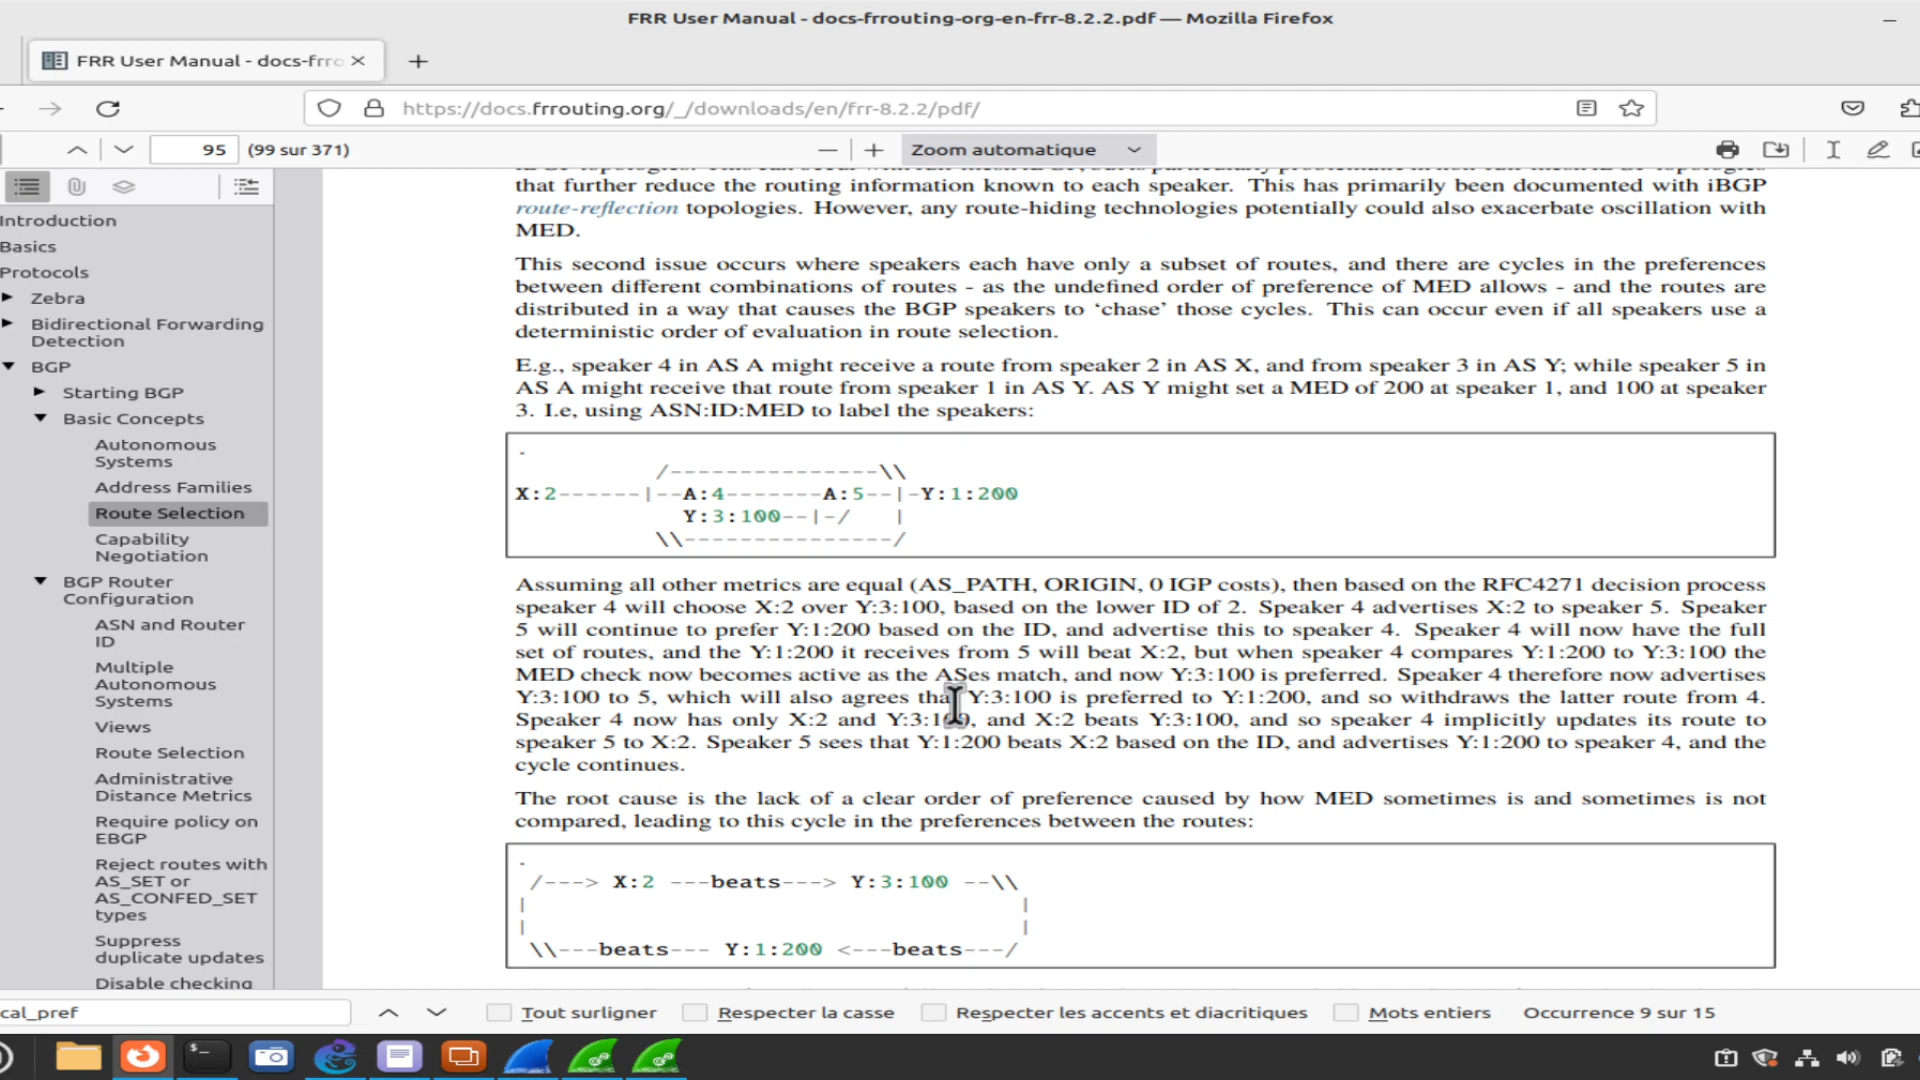 FRR User Manual - docs-frrouting-org-en-frr-8.2.2.pdf — Mozilla Firefox
FRR User Manual - docs-frro
https://docs.frrouting.org/_/downloads/en/frr-8.2.2/pdf/
95 (99 sur 371)
Zoom automatique
Introduction
Basics
Protocols
Zebra
Bidirectional Forwarding
Detection
BGP
Starting BGP
Basic Concepts
Autonomous
Systems
Address Families
Route Selection
Capability
Negotiation
BGP Router
Configuration
ASN and Router
ID
Multiple
Autonomous
Systems
Views
Route Selection
Administrative
Distance Metrics
Require policy on
EBGP
Reject routes with
AS_SET or
AS_CONFED_SET
types
Suppress
duplicate updates
Disable checking
that further reduce the routing information known to each speaker. This has primarily been documented with iBGP
route-reflection topologies. However, any route-hiding technologies potentially could also exacerbate oscillation with
MED.
This second issue occurs where speakers each have only a subset of routes, and there are cycles in the preferences
between different combinations of routes - as the undefined order of preference of MED allows - and the routes are
distributed in a way that causes the BGP speakers to ‘chase’ those cycles. This can occur even if all speakers use a
deterministic order of evaluation in route selection.
E.g., speaker 4 in AS A might receive a route from speaker 2 in AS X, and from speaker 3 in AS Y; while speaker 5 in
AS A might receive that route from speaker 1 in AS Y. AS Y might set a MED of 200 at speaker 1, and 100 at speaker
3. I.e, using ASN:ID:MED to label the speakers:
.
/---------------\\
X:2------|--A:4-------A:5--|-Y:1:200
Y:3:100--|-/ |
\\---------------/
Assuming all other metrics are equal (AS_PATH, ORIGIN, 0 IGP costs), then based on the RFC4271 decision process
speaker 4 will choose X:2 over Y:3:100, based on the lower ID of 2. Speaker 4 advertises X:2 to speaker 5. Speaker
5 will continue to prefer Y:1:200 based on the ID, and advertise this to speaker 4. Speaker 4 will now have the full
set of routes, and the Y:1:200 it receives from 5 will beat X:2, but when speaker 4 compares Y:1:200 to Y:3:100 the
MED check now becomes active as the ASes match, and now Y:3:100 is preferred. Speaker 4 therefore now advertises
Y:3:100 to 5, which will also agrees that Y:3:100 is preferred to Y:1:200, and so withdraws the latter route from 4.
Speaker 4 now has only X:2 and Y:3:100, and X:2 beats Y:3:100, and so speaker 4 implicitly updates its route to
speaker 5 to X:2. Speaker 5 sees that Y:1:200 beats X:2 based on the ID, and advertises Y:1:200 to speaker 4, and the
cycle continues.
The root cause is the lack of a clear order of preference caused by how MED sometimes is and sometimes is not
compared, leading to this cycle in the preferences between the routes:
.
/---> X:2 ---beats---> Y:3:100 --\\
| |
| |
\\---beats--- Y:1:200 <---beats---/
cal_pref
Tout surligner
Respecter la casse
Respecter les accents et diacritiques
Mots entiers
Occurrence 9 sur 15